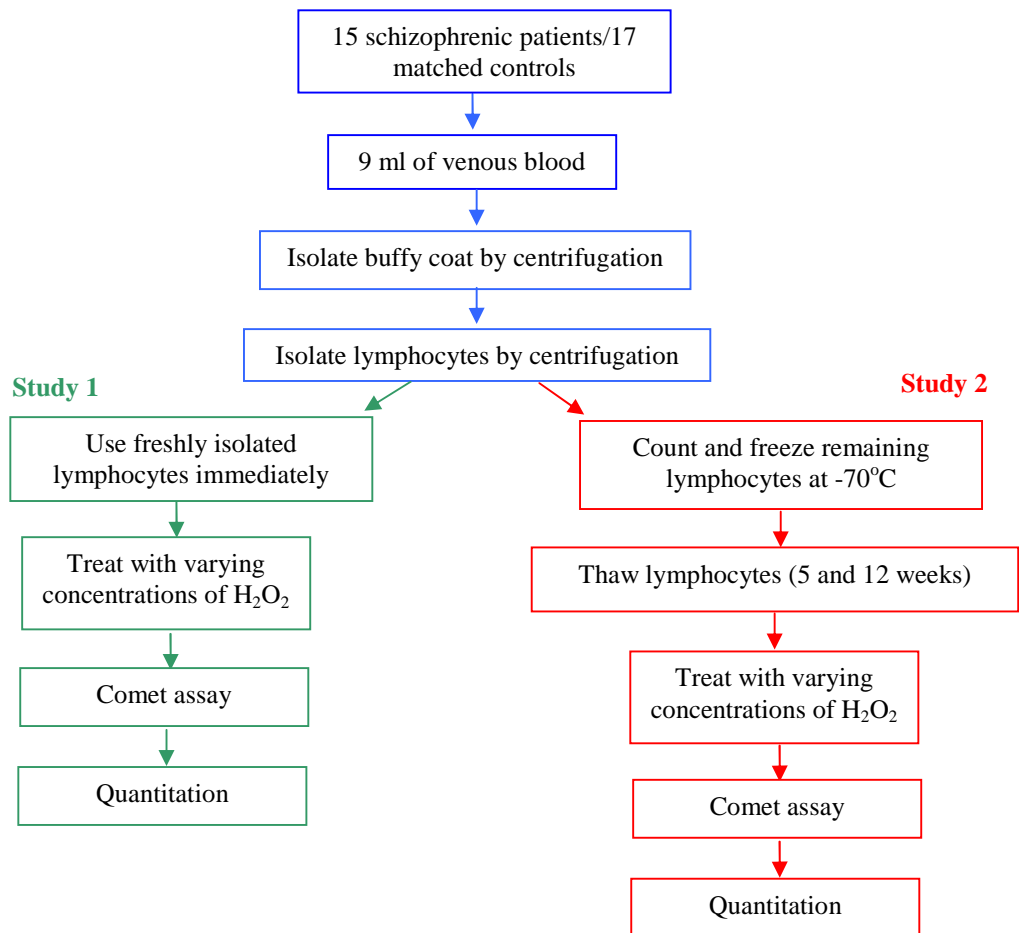 15 schizophrenic patients/17
matched controls
9 ml of venous blood
Isolate buffy coat by centrifugation
Isolate lymphocytes by centrifugation
Study 1
Use freshly isolated
lymphocytes immediately
Treat with varying
concentrations of H₂O₂
Comet assay
Quantitation
Study 2
Count and freeze remaining
lymphocytes at -70°C
Thaw lymphocytes (5 and 12 weeks)
Treat with varying
concentrations of H₂O₂
Comet assay
Quantitation